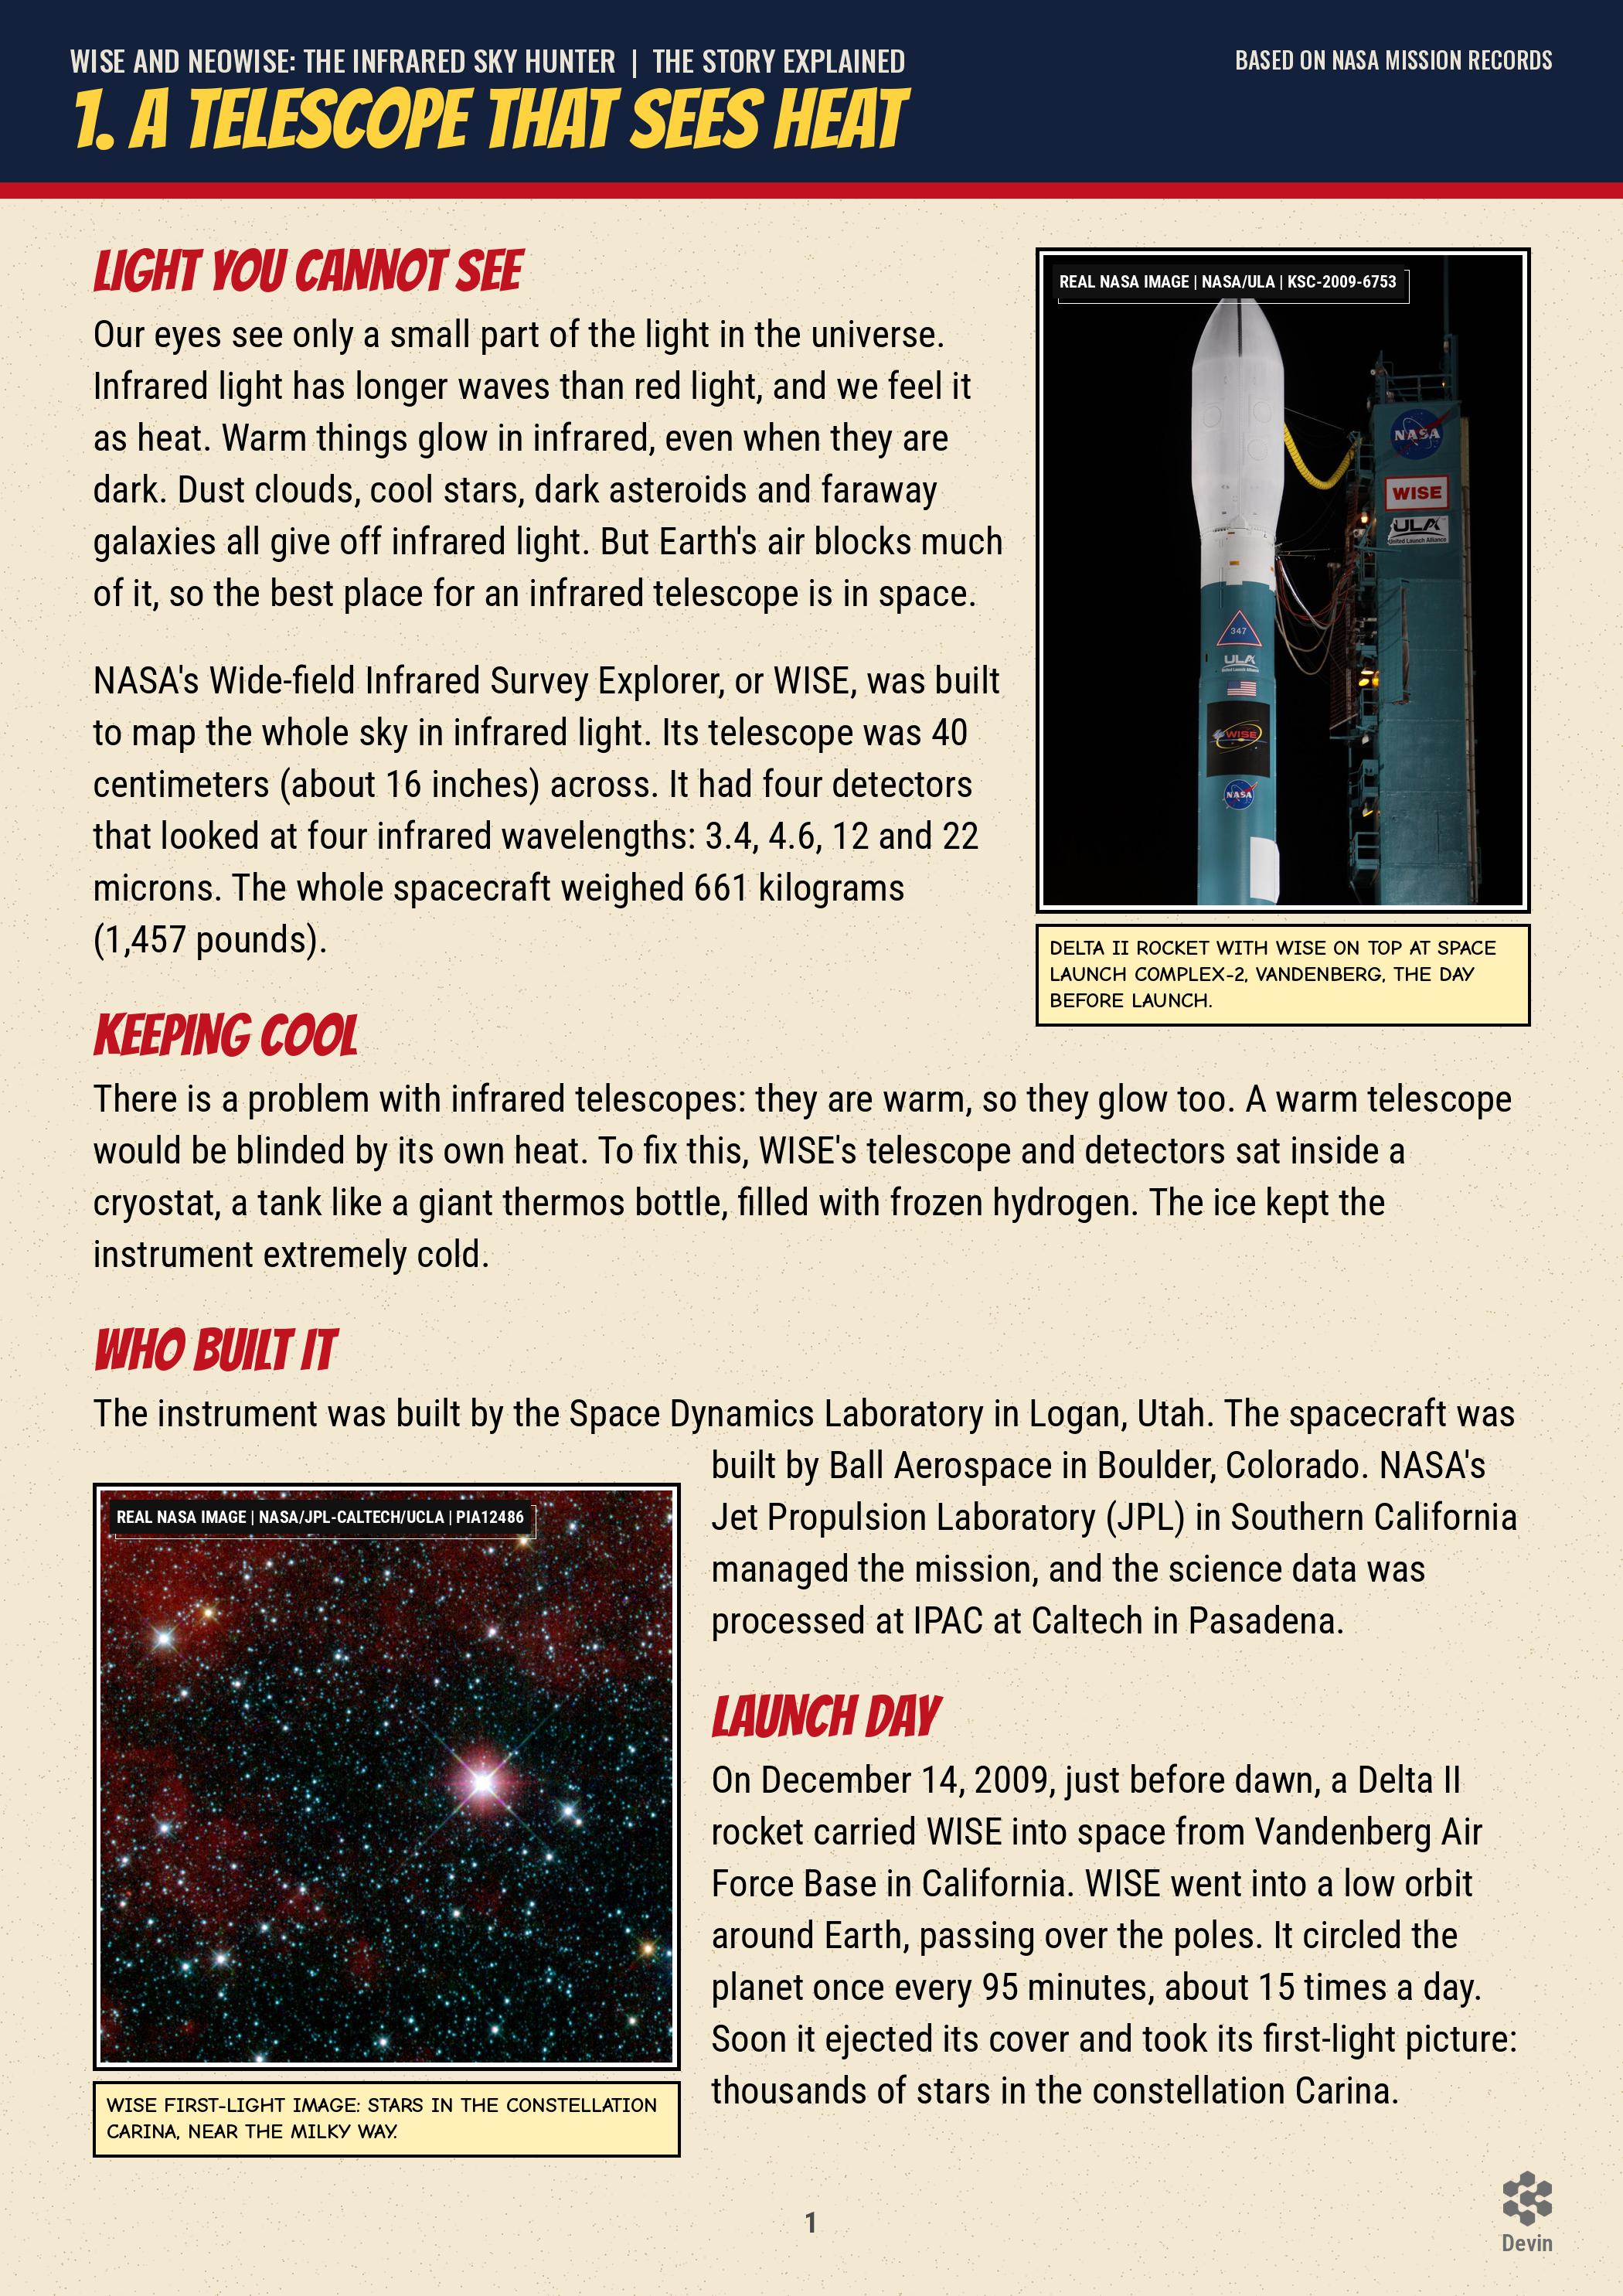 WISE AND NEOWISE: THE INFRARED SKY HUNTER | THE STORY EXPLAINED
BASED ON NASA MISSION RECORDS
1. A TELESCOPE THAT SEES HEAT
LIGHT YOU CANNOT SEE
Our eyes see only a small part of the light in the universe.
Infrared light has longer waves than red light, and we feel it
as heat. Warm things glow in infrared, even when they are
dark. Dust clouds, cool stars, dark asteroids and faraway
galaxies all give off infrared light. But Earth's air blocks much
of it, so the best place for an infrared telescope is in space.
NASA's Wide-field Infrared Survey Explorer, or WISE, was built
to map the whole sky in infrared light. Its telescope was 40
centimeters (about 16 inches) across. It had four detectors
that looked at four infrared wavelengths: 3.4, 4.6, 12 and 22
microns. The whole spacecraft weighed 661 kilograms
(1,457 pounds).
REAL NASA IMAGE | NASA/ULA | KSC-2009-6753
NASA
WISE
ULA
United Launch Alliance
347
ULA
United Launch Alliance
WISE
NASA
DELTA II ROCKET WITH WISE ON TOP AT SPACE
LAUNCH COMPLEX-2, VANDENBERG, THE DAY
BEFORE LAUNCH.
KEEPING COOL
There is a problem with infrared telescopes: they are warm, so they glow too. A warm telescope
would be blinded by its own heat. To fix this, WISE's telescope and detectors sat inside a
cryostat, a tank like a giant thermos bottle, filled with frozen hydrogen. The ice kept the
instrument extremely cold.
WHO BUILT IT
The instrument was built by the Space Dynamics Laboratory in Logan, Utah. The spacecraft was
built by Ball Aerospace in Boulder, Colorado. NASA's
Jet Propulsion Laboratory (JPL) in Southern California
managed the mission, and the science data was
processed at IPAC at Caltech in Pasadena.
REAL NASA IMAGE | NASA/JPL-CALTECH/UCLA | PIA12486
WISE FIRST-LIGHT IMAGE: STARS IN THE CONSTELLATION
CARINA, NEAR THE MILKY WAY.
LAUNCH DAY
On December 14, 2009, just before dawn, a Delta II
rocket carried WISE into space from Vandenberg Air
Force Base in California. WISE went into a low orbit
around Earth, passing over the poles. It circled the
planet once every 95 minutes, about 15 times a day.
Soon it ejected its cover and took its first-light picture:
thousands of stars in the constellation Carina.
1
Devin